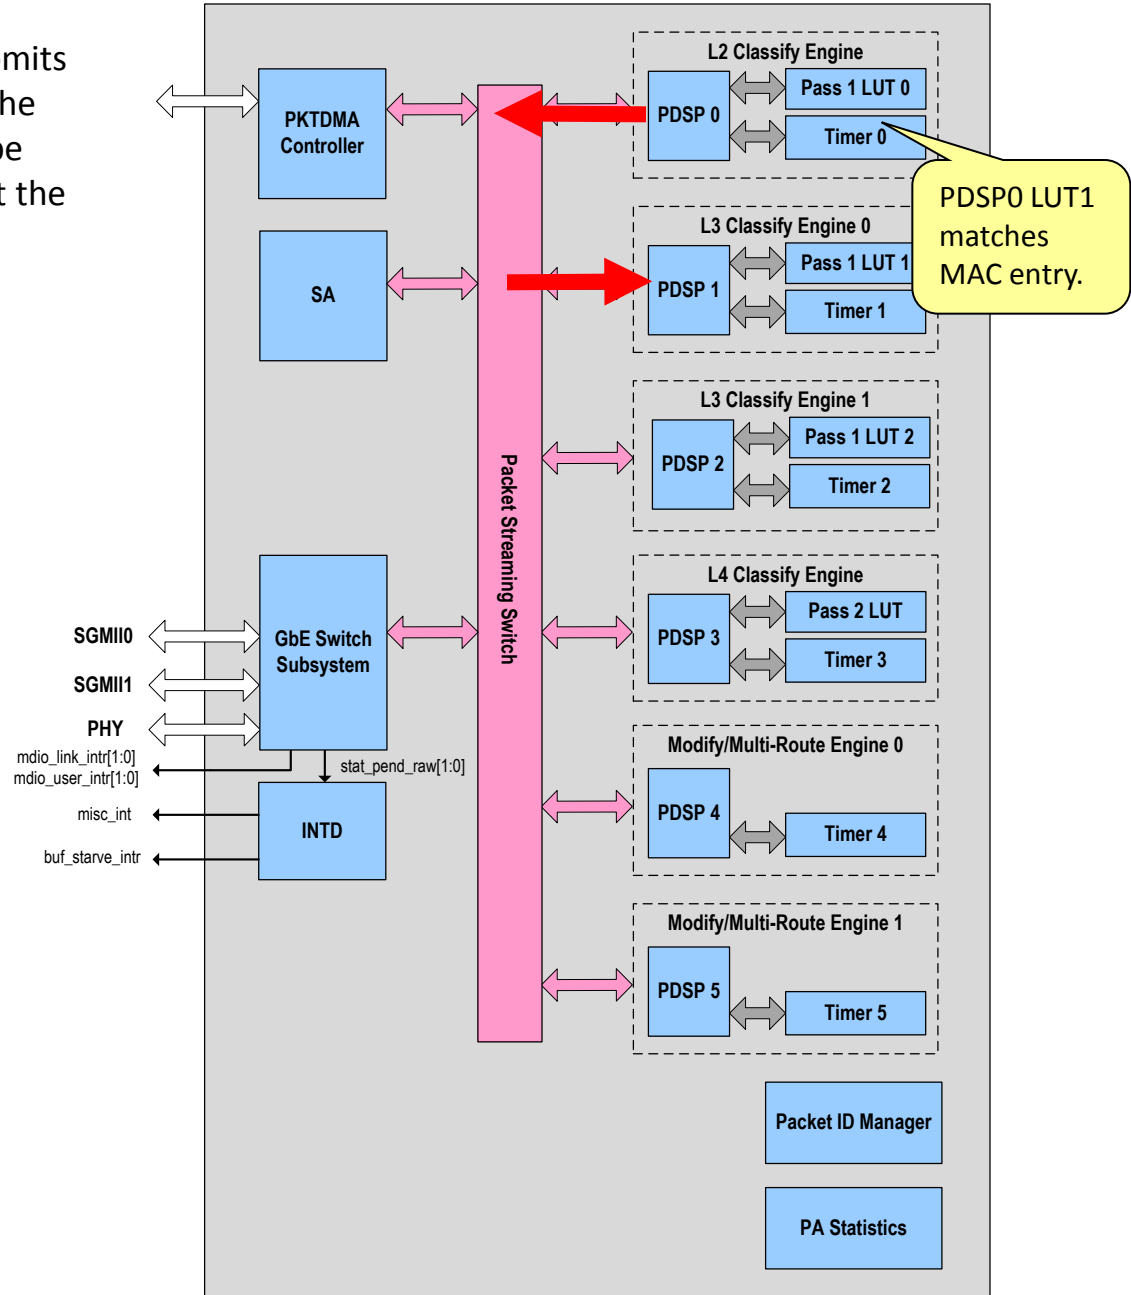 mits
he
be
t the
L2 Classify Engine
PDSP 0
Pass 1 LUT 0
Timer 0
PKTDMA
Controller
PDSP0 LUT1
matches
MAC entry.
L3 Classify Engine 0
PDSP 1
Pass 1 LUT 1
Timer 1
SA
L3 Classify Engine 1
PDSP 2
Pass 1 LUT 2
Timer 2
Packet Streaming Switch
L4 Classify Engine
PDSP 3
Pass 2 LUT
Timer 3
SGMII0
SGMII1
PHY
GbE Switch
Subsystem
mdio_link_intr[1:0]
mdio_user_intr[1:0]
stat_pend_raw[1:0]
misc_int
buf_starve_intr
INTD
Modify/Multi-Route Engine 0
PDSP 4
Timer 4
Modify/Multi-Route Engine 1
PDSP 5
Timer 5
Packet ID Manager
PA Statistics